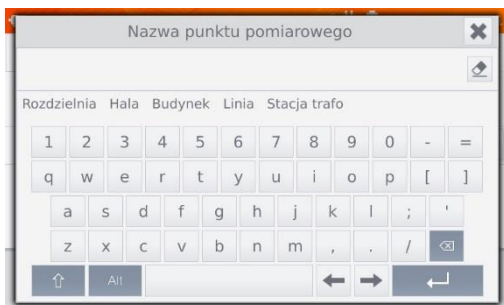 Nazwa punktu pomiarowego
Rozdzielnia Hala Budynek Linia Stacja trafo
1 2 3 4 5 6 7 8 9 0 - =
q w e r t y u i o p [ ]
a s d f g h j k l ; '
z x c v b n m , . /
Alt